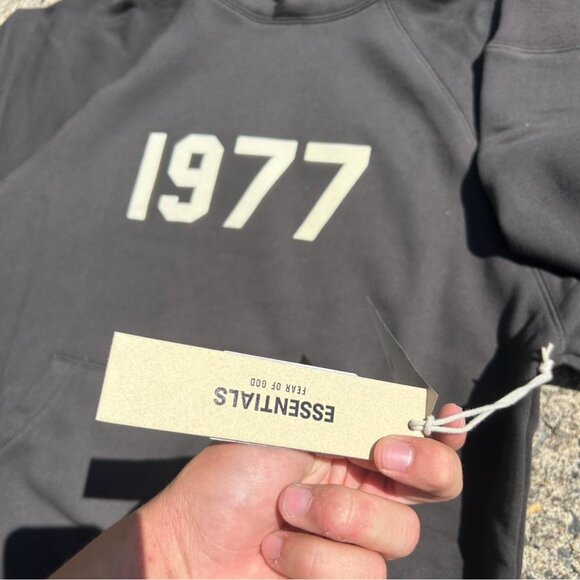 1977
ESSENTIALS
FEAR OF GOD